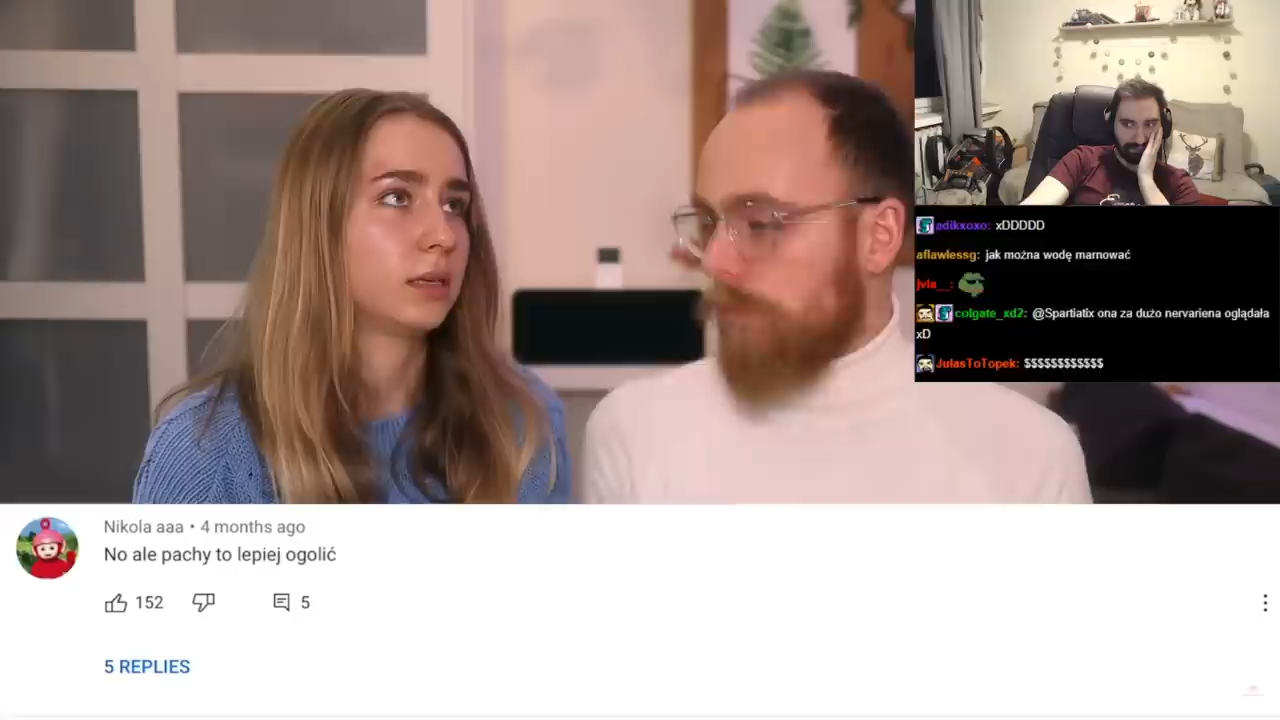 edikxoxo: xDDDDD
aflawlessg: jak można wodę marnować
jvla__:
colgate_xd2: @Spartiatix ona za dużo nervariena oglądała
xD
JulasToTopek: $$$$$$$$$$$$
Nikola aaa • 4 months ago
No ale pachy to lepiej ogolić
152
5
5 REPLIES